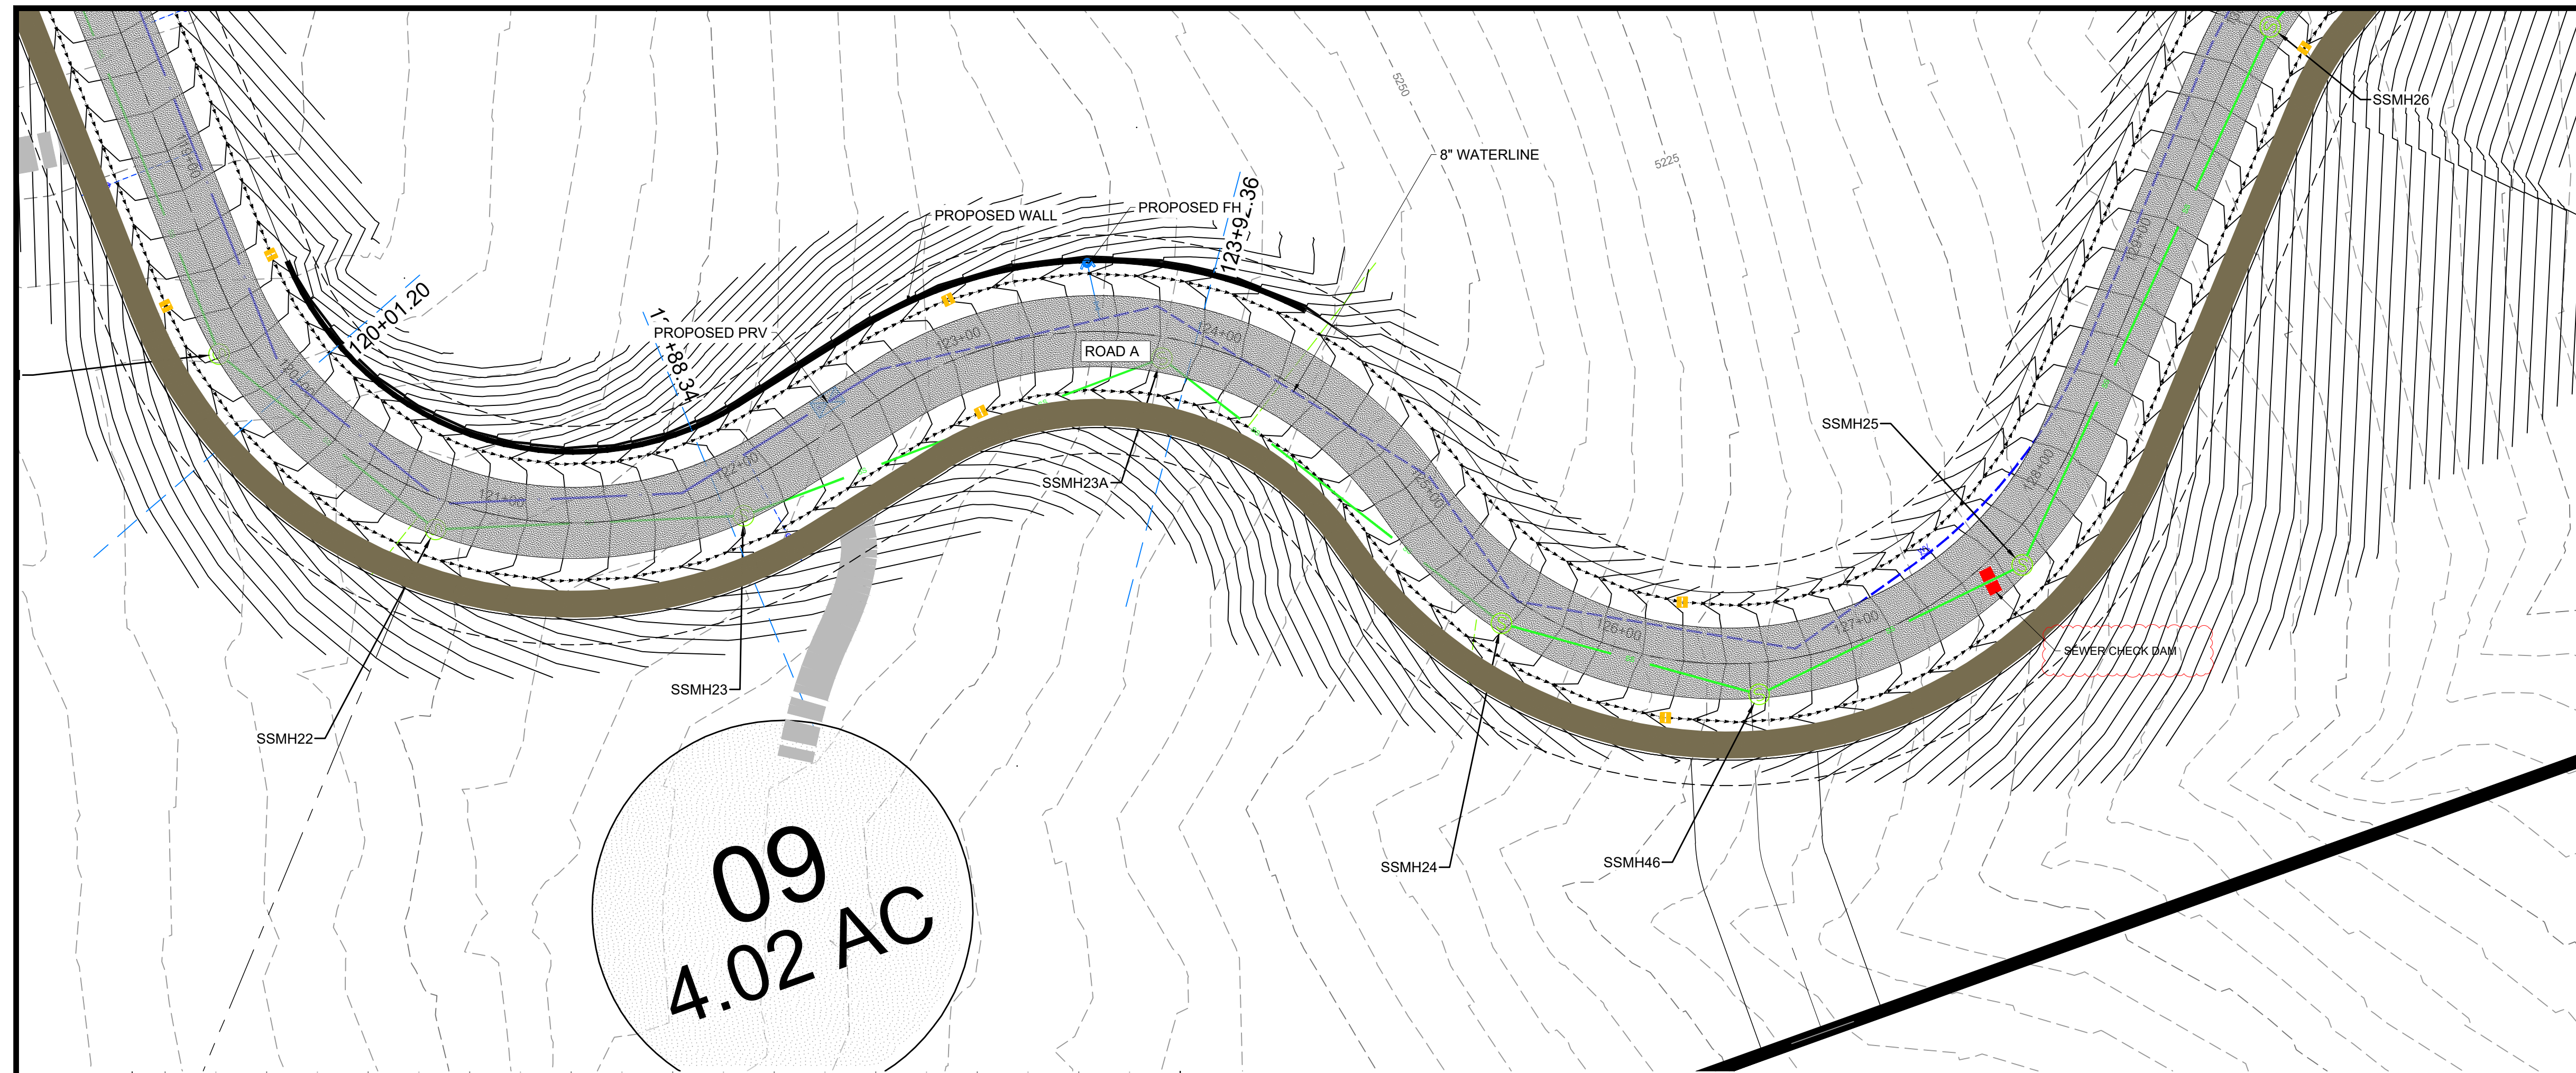 SSMH26
5250
8" WATERLINE
5225
119+00
129+00
PROPOSED WALL
PROPOSED FH
123+92.36
120+01.20
PROPOSED PRV
123+00
124+00
ROAD A
120+00
SSMH25
122+00
128+00
121+00
SSMH23A
125+00
126+00
127+00
SEWER CHECK DAM
SSMH23
SSMH22
SSMH24
SSMH46
09
4.02 AC